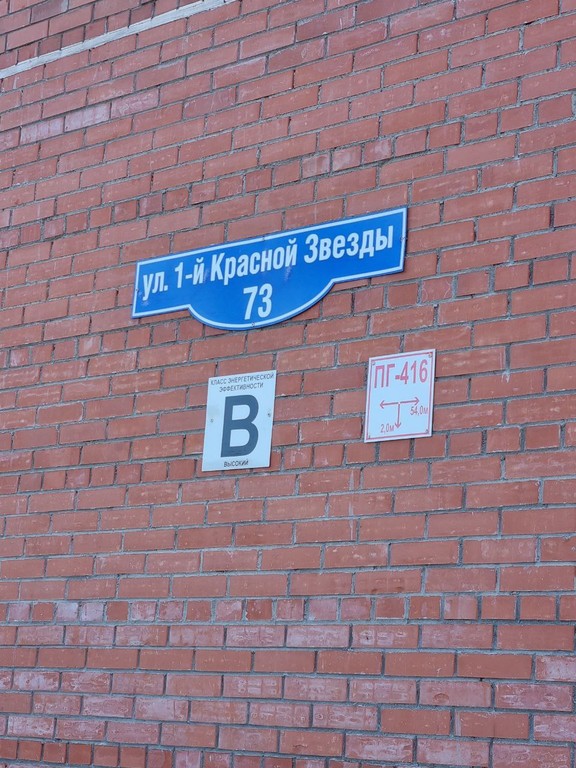 ул. 1-й Красной Звезды
73
КЛАСС ЭНЕРГЕТИЧЕСКОЙ
ЭФФЕКТИВНОСТИ
В
ВЫСОКИЙ
ПГ-416
54,0м
2,0м